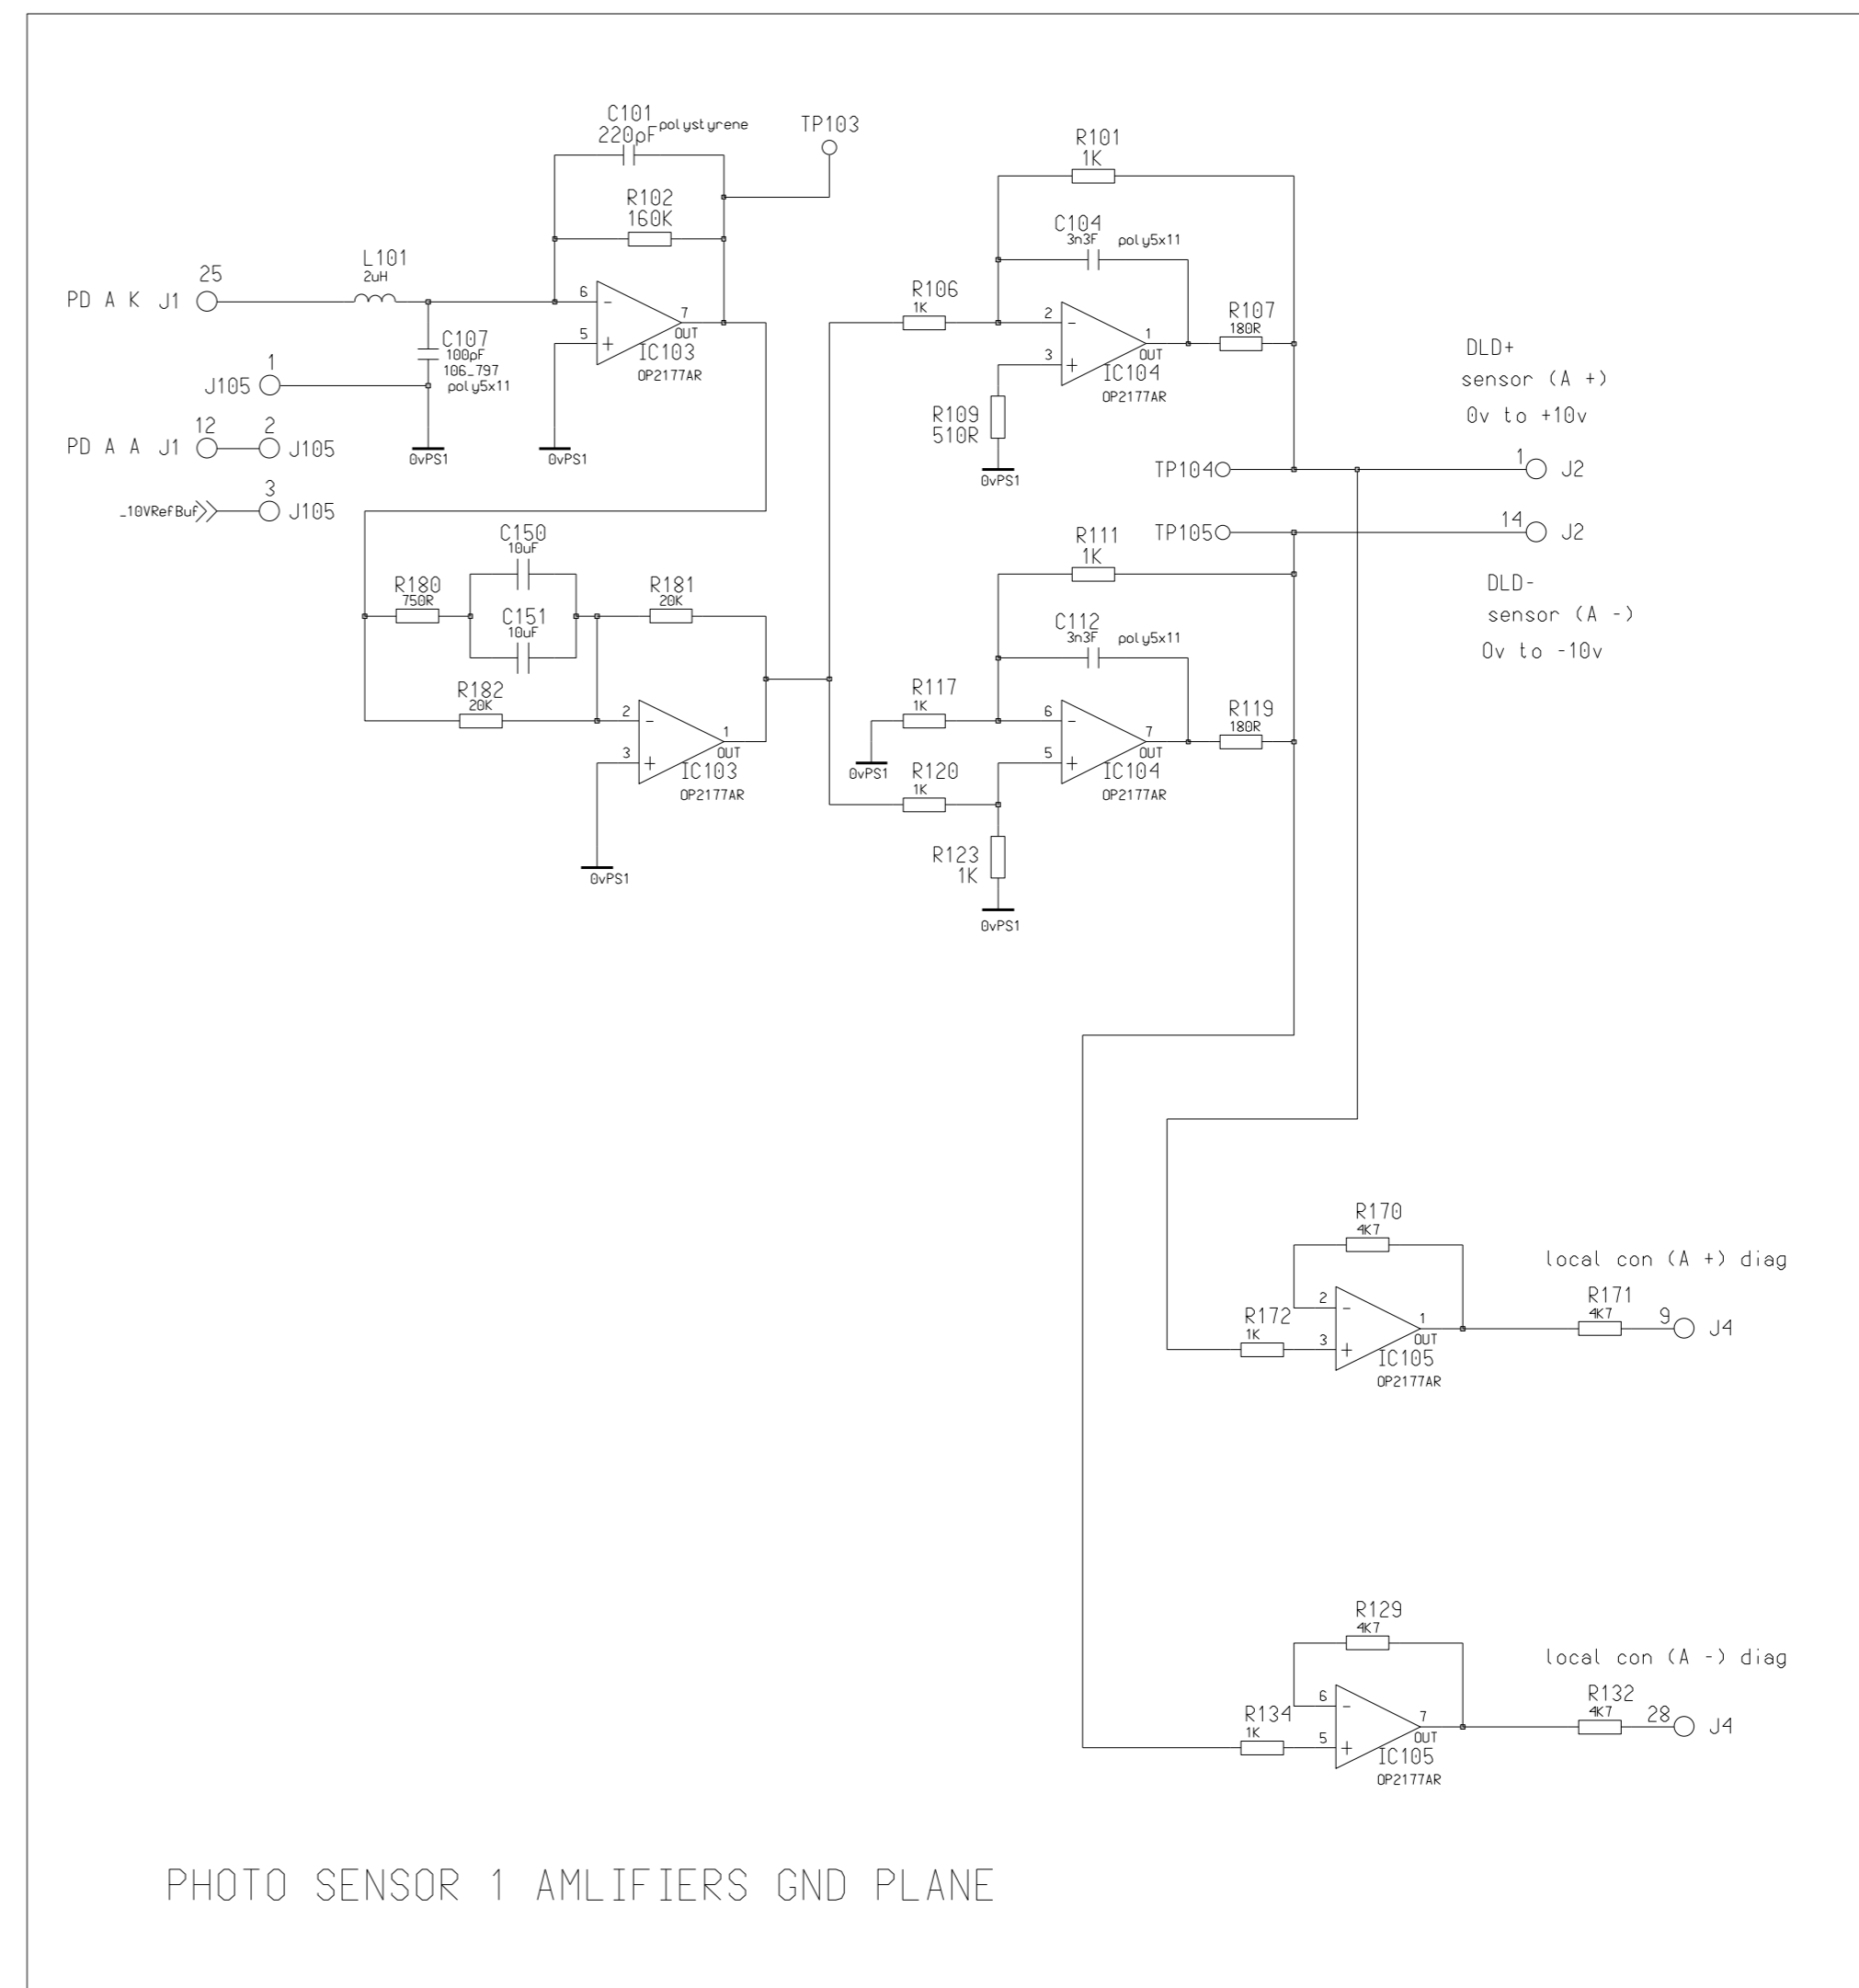 C101
220pF polystyrene
TP103
R102
160K
L101
2uH
25
PD A K J1
6
5
7
OUT
IC103
OP2177AR
C107
100pF
106_797
poly5x11
1
J105
12
2
PD A A J1
J105
0vPS1
0vPS1
3
_10VRefBuf
J105
R101
1K
C104
3n3F poly5x11
R106
1K
2
3
1
OUT
IC104
OP2177AR
R107
180R
R109
510R
0vPS1
DLD+
sensor (A +)
0v to +10v
TP104
1
J2
TP105
14
J2
DLD-
sensor (A -)
0v to -10v
C150
10uF
R180
750R
C151
10uF
R181
20K
R182
20K
2
3
1
OUT
IC103
OP2177AR
0vPS1
R111
1K
C112
3n3F poly5x11
R117
1K
0vPS1
6
5
7
OUT
IC104
OP2177AR
R119
180R
R120
1K
R123
1K
0vPS1
R170
4K7
local con (A +) diag
R172
1K
2
3
1
OUT
IC105
OP2177AR
R171
4K7
9
J4
R129
4K7
local con (A -) diag
R134
1K
6
5
7
OUT
IC105
OP2177AR
R132
4K7
28
J4
PHOTO SENSOR 1 AMLIFIERS GND PLANE